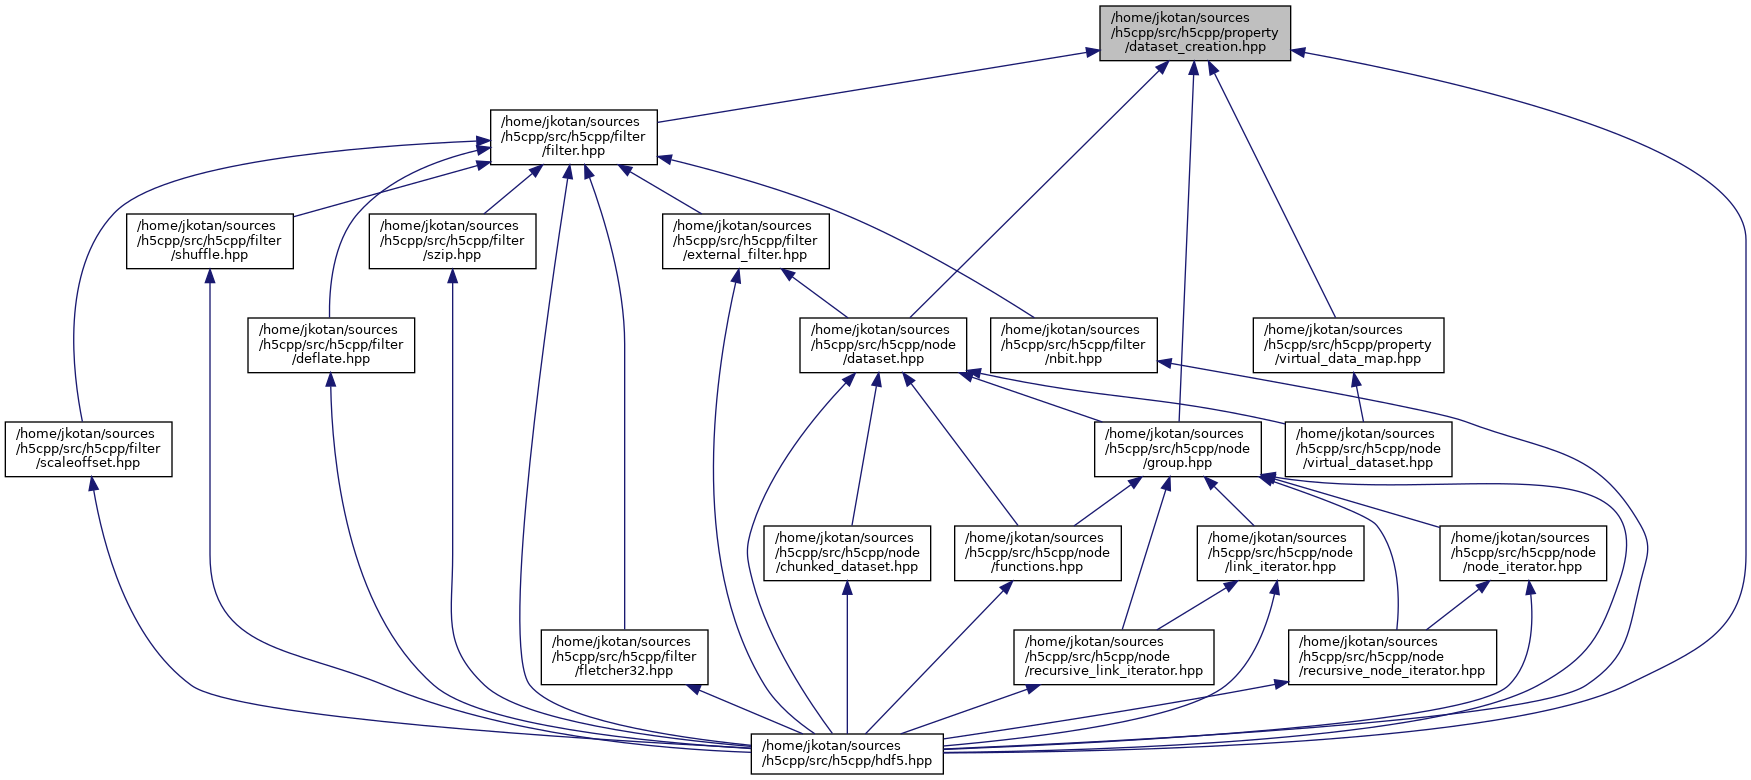 /home/jkotan/sources
/h5cpp/src/h5cpp/property
/dataset_creation.hpp
/home/jkotan/sources
/h5cpp/src/h5cpp/filter
/filter.hpp
/home/jkotan/sources
/h5cpp/src/h5cpp/filter
/shuffle.hpp
/home/jkotan/sources
/h5cpp/src/h5cpp/filter
/szip.hpp
/home/jkotan/sources
/h5cpp/src/h5cpp/filter
/external_filter.hpp
/home/jkotan/sources
/h5cpp/src/h5cpp/filter
/deflate.hpp
/home/jkotan/sources
/h5cpp/src/h5cpp/node
/dataset.hpp
/home/jkotan/sources
/h5cpp/src/h5cpp/filter
/nbit.hpp
/home/jkotan/sources
/h5cpp/src/h5cpp/property
/virtual_data_map.hpp
/home/jkotan/sources
/h5cpp/src/h5cpp/filter
/scaleoffset.hpp
/home/jkotan/sources
/h5cpp/src/h5cpp/node
/group.hpp
/home/jkotan/sources
/h5cpp/src/h5cpp/node
/virtual_dataset.hpp
/home/jkotan/sources
/h5cpp/src/h5cpp/node
/chunked_dataset.hpp
/home/jkotan/sources
/h5cpp/src/h5cpp/node
/functions.hpp
/home/jkotan/sources
/h5cpp/src/h5cpp/node
/link_iterator.hpp
/home/jkotan/sources
/h5cpp/src/h5cpp/node
/node_iterator.hpp
/home/jkotan/sources
/h5cpp/src/h5cpp/filter
/fletcher32.hpp
/home/jkotan/sources
/h5cpp/src/h5cpp/node
/recursive_link_iterator.hpp
/home/jkotan/sources
/h5cpp/src/h5cpp/node
/recursive_node_iterator.hpp
/home/jkotan/sources
/h5cpp/src/h5cpp/hdf5.hpp